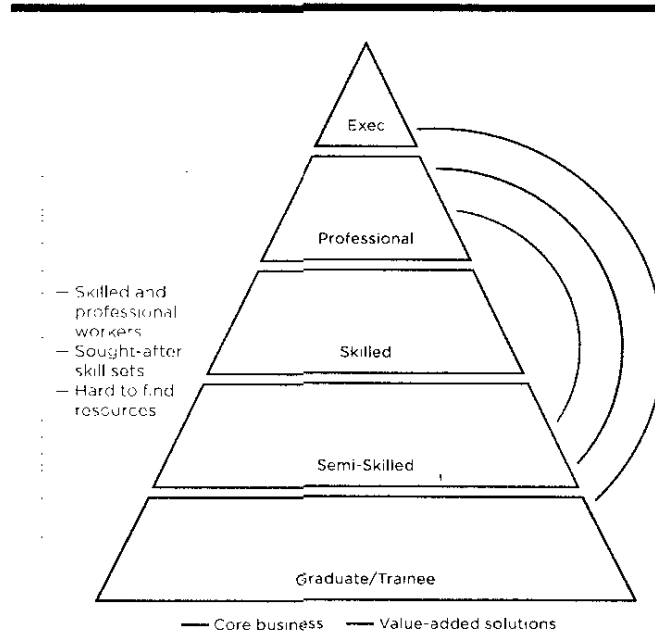 Exec
Professional
— Skilled and
professional
workers
— Sought-after
skill sets
— Hard to find
resources
Skilled
Semi-Skilled
Graduate/Trainee
— Core business — Value-added solutions